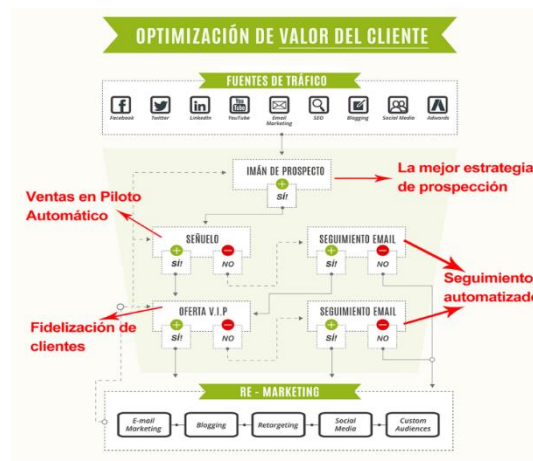 OPTIMIZACIÓN DE VALOR DEL CLIENTE
FUENTES DE TRÁFICO
Facebook
Twitter
LinkedIn
You
Tube
YouTube
Email
Marketing
SEO
Blogging
Social Media
Adwords
IMÁN DE PROSPECTO
SÍ!
La mejor estrategia
de prospección
Ventas en Piloto
Automático
SEÑUELO
SÍ!
NO
SEGUIMIENTO EMAIL
SÍ!
NO
Seguimiento
automatizado
Fidelización de
clientes
OFERTA V.I.P
SÍ!
NO
SEGUIMIENTO EMAIL
SÍ!
NO
RE - MARKETING
E-mail
Marketing
Blogging
Retargeting
Social
Media
Custom
Audiences